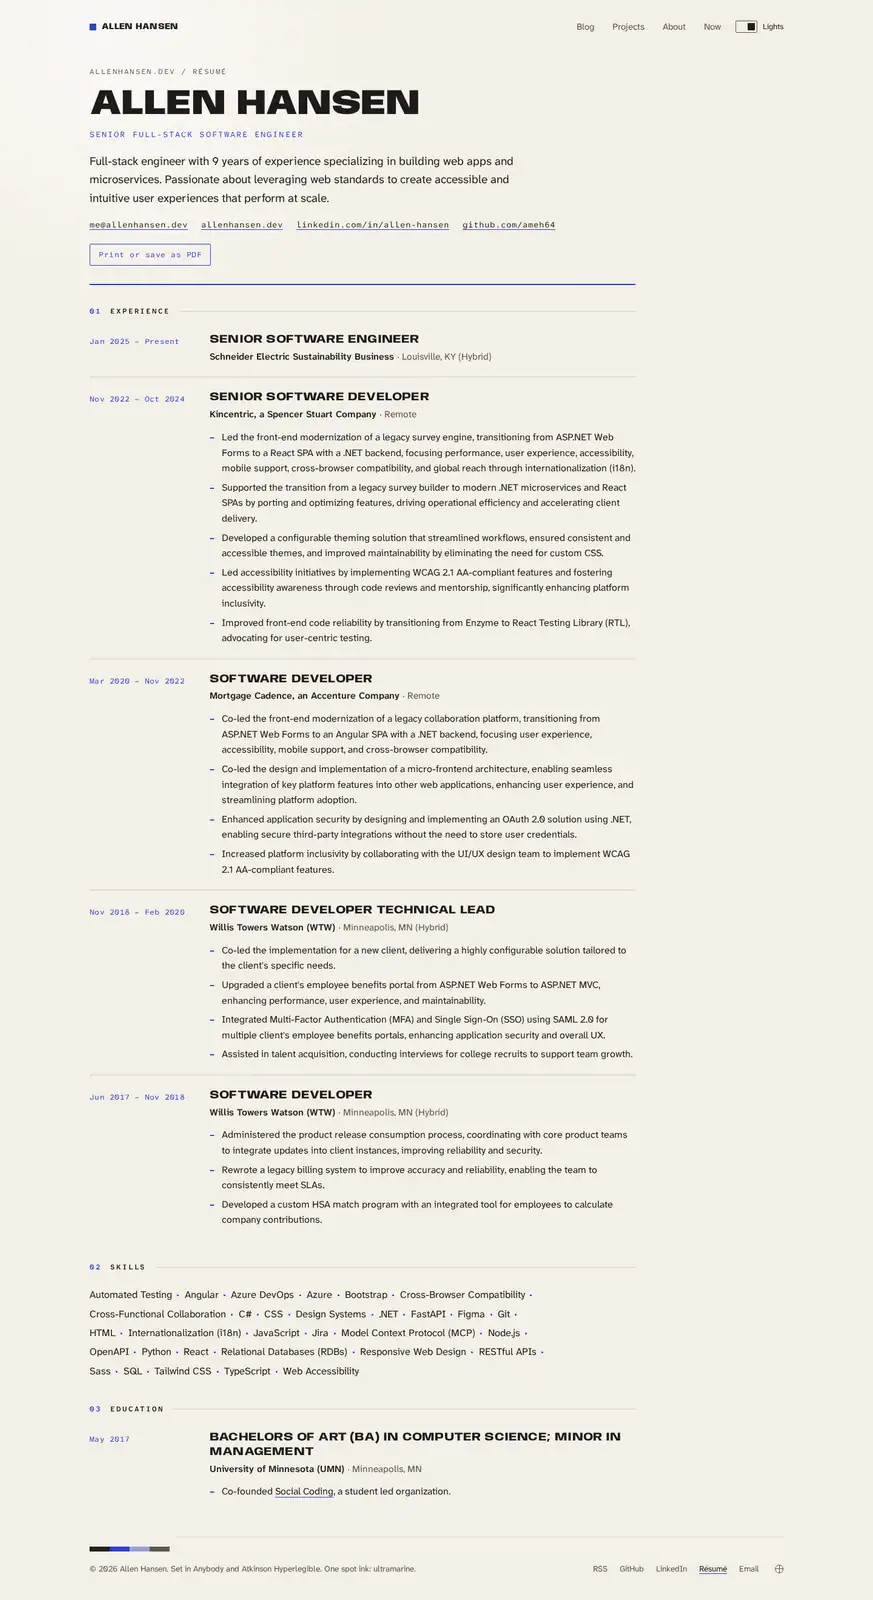 ALLEN HANSEN
Blog Projects About Now Lights
ALLENHANSEN.DEV / RÉSUMÉ
ALLEN HANSEN
SENIOR FULL-STACK SOFTWARE ENGINEER
Full-stack engineer with 9 years of experience specializing in building web apps and
microservices. Passionate about leveraging web standards to create accessible and
intuitive user experiences that perform at scale.
me@allenhansen.dev allenhansen.dev linkedin.com/in/allen-hansen github.com/ameh64
Print or save as PDF
01 EXPERIENCE
Jan 2025 – Present
SENIOR SOFTWARE ENGINEER
Schneider Electric Sustainability Business · Louisville, KY (Hybrid)
Nov 2022 – Oct 2024
SENIOR SOFTWARE DEVELOPER
Kincentric, a Spencer Stuart Company · Remote
– Led the front-end modernization of a legacy survey engine, transitioning from ASP.NET Web
Forms to a React SPA with a .NET backend, focusing performance, user experience, accessibility,
mobile support, cross-browser compatibility, and global reach through internationalization (i18n).
– Supported the transition from a legacy survey builder to modern .NET microservices and React
SPAs by porting and optimizing features, driving operational efficiency and accelerating client
delivery.
– Developed a configurable theming solution that streamlined workflows, ensured consistent and
accessible themes, and improved maintainability by eliminating the need for custom CSS.
– Led accessibility initiatives by implementing WCAG 2.1 AA-compliant features and fostering
accessibility awareness through code reviews and mentorship, significantly enhancing platform
inclusivity.
– Improved front-end code reliability by transitioning from Enzyme to React Testing Library (RTL),
advocating for user-centric testing.
Mar 2020 – Nov 2022
SOFTWARE DEVELOPER
Mortgage Cadence, an Accenture Company · Remote
– Co-led the front-end modernization of a legacy collaboration platform, transitioning from
ASP.NET Web Forms to an Angular SPA with a .NET backend, focusing user experience,
accessibility, mobile support, and cross-browser compatibility.
– Co-led the design and implementation of a micro-frontend architecture, enabling seamless
integration of key platform features into other web applications, enhancing user experience, and
streamlining platform adoption.
– Enhanced application security by designing and implementing an OAuth 2.0 solution using .NET,
enabling secure third-party integrations without the need to store user credentials.
– Increased platform inclusivity by collaborating with the UI/UX design team to implement WCAG
2.1 AA-compliant features.
Nov 2018 – Feb 2020
SOFTWARE DEVELOPER TECHNICAL LEAD
Willis Towers Watson (WTW) · Minneapolis, MN (Hybrid)
– Co-led the implementation for a new client, delivering a highly configurable solution tailored to
the client's specific needs.
– Upgraded a client's employee benefits portal from ASP.NET Web Forms to ASP.NET MVC,
enhancing performance, user experience, and maintainability.
– Integrated Multi-Factor Authentication (MFA) and Single Sign-On (SSO) using SAML 2.0 for
multiple client's employee benefits portals, enhancing application security and overall UX.
– Assisted in talent acquisition, conducting interviews for college recruits to support team growth.
Jun 2017 – Nov 2018
SOFTWARE DEVELOPER
Willis Towers Watson (WTW) · Minneapolis, MN (Hybrid)
– Administered the product release consumption process, coordinating with core product teams
to integrate updates into client instances, improving reliability and security.
– Rewrote a legacy billing system to improve accuracy and reliability, enabling the team to
consistently meet SLAs.
– Developed a custom HSA match program with an integrated tool for employees to calculate
company contributions.
02 SKILLS
Automated Testing · Angular · Azure DevOps · Azure · Bootstrap · Cross-Browser Compatibility ·
Cross-Functional Collaboration · C# · CSS · Design Systems · .NET · FastAPI · Figma · Git ·
HTML · Internationalization (i18n) · JavaScript · Jira · Model Context Protocol (MCP) · Node.js ·
OpenAPI · Python · React · Relational Databases (RDBs) · Responsive Web Design · RESTful APIs ·
Sass · SQL · Tailwind CSS · TypeScript · Web Accessibility
03 EDUCATION
May 2017
BACHELORS OF ART (BA) IN COMPUTER SCIENCE; MINOR IN
MANAGEMENT
University of Minnesota (UMN) · Minneapolis, MN
– Co-founded Social Coding, a student led organization.
© 2026 Allen Hansen. Set in Anybody and Atkinson Hyperlegible. One spot ink: ultramarine.
RSS GitHub LinkedIn Résumé Email